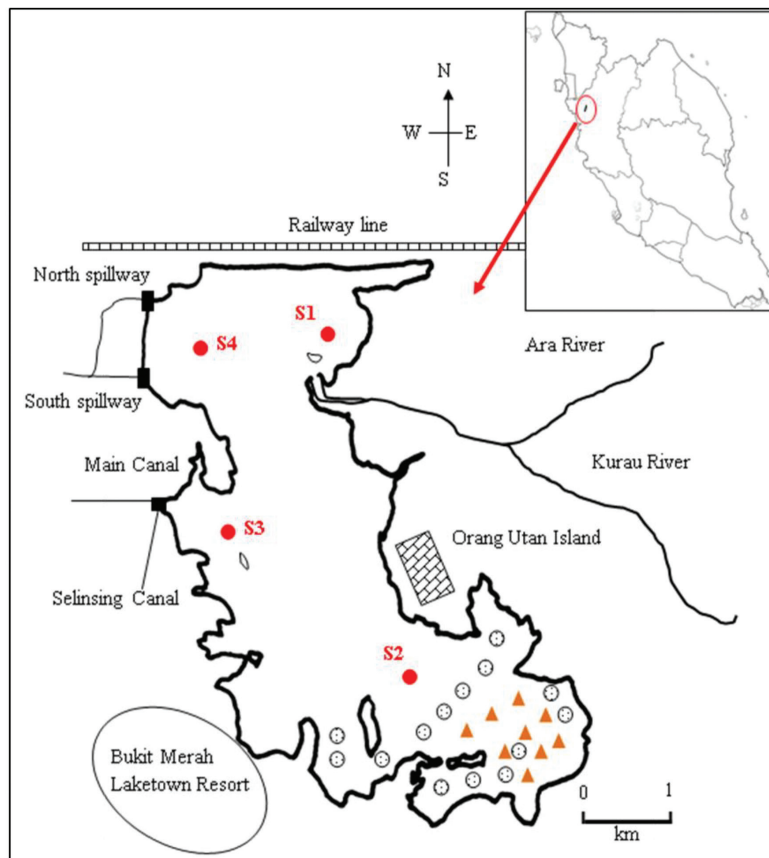 N
W E
S
Railway line
North spillway
S1
S4
Ara River
South spillway
Main Canal
Kurau River
S3
Orang Utan Island
Selinsing Canal
S2
Bukit Merah
Laketown Resort
0 1
km